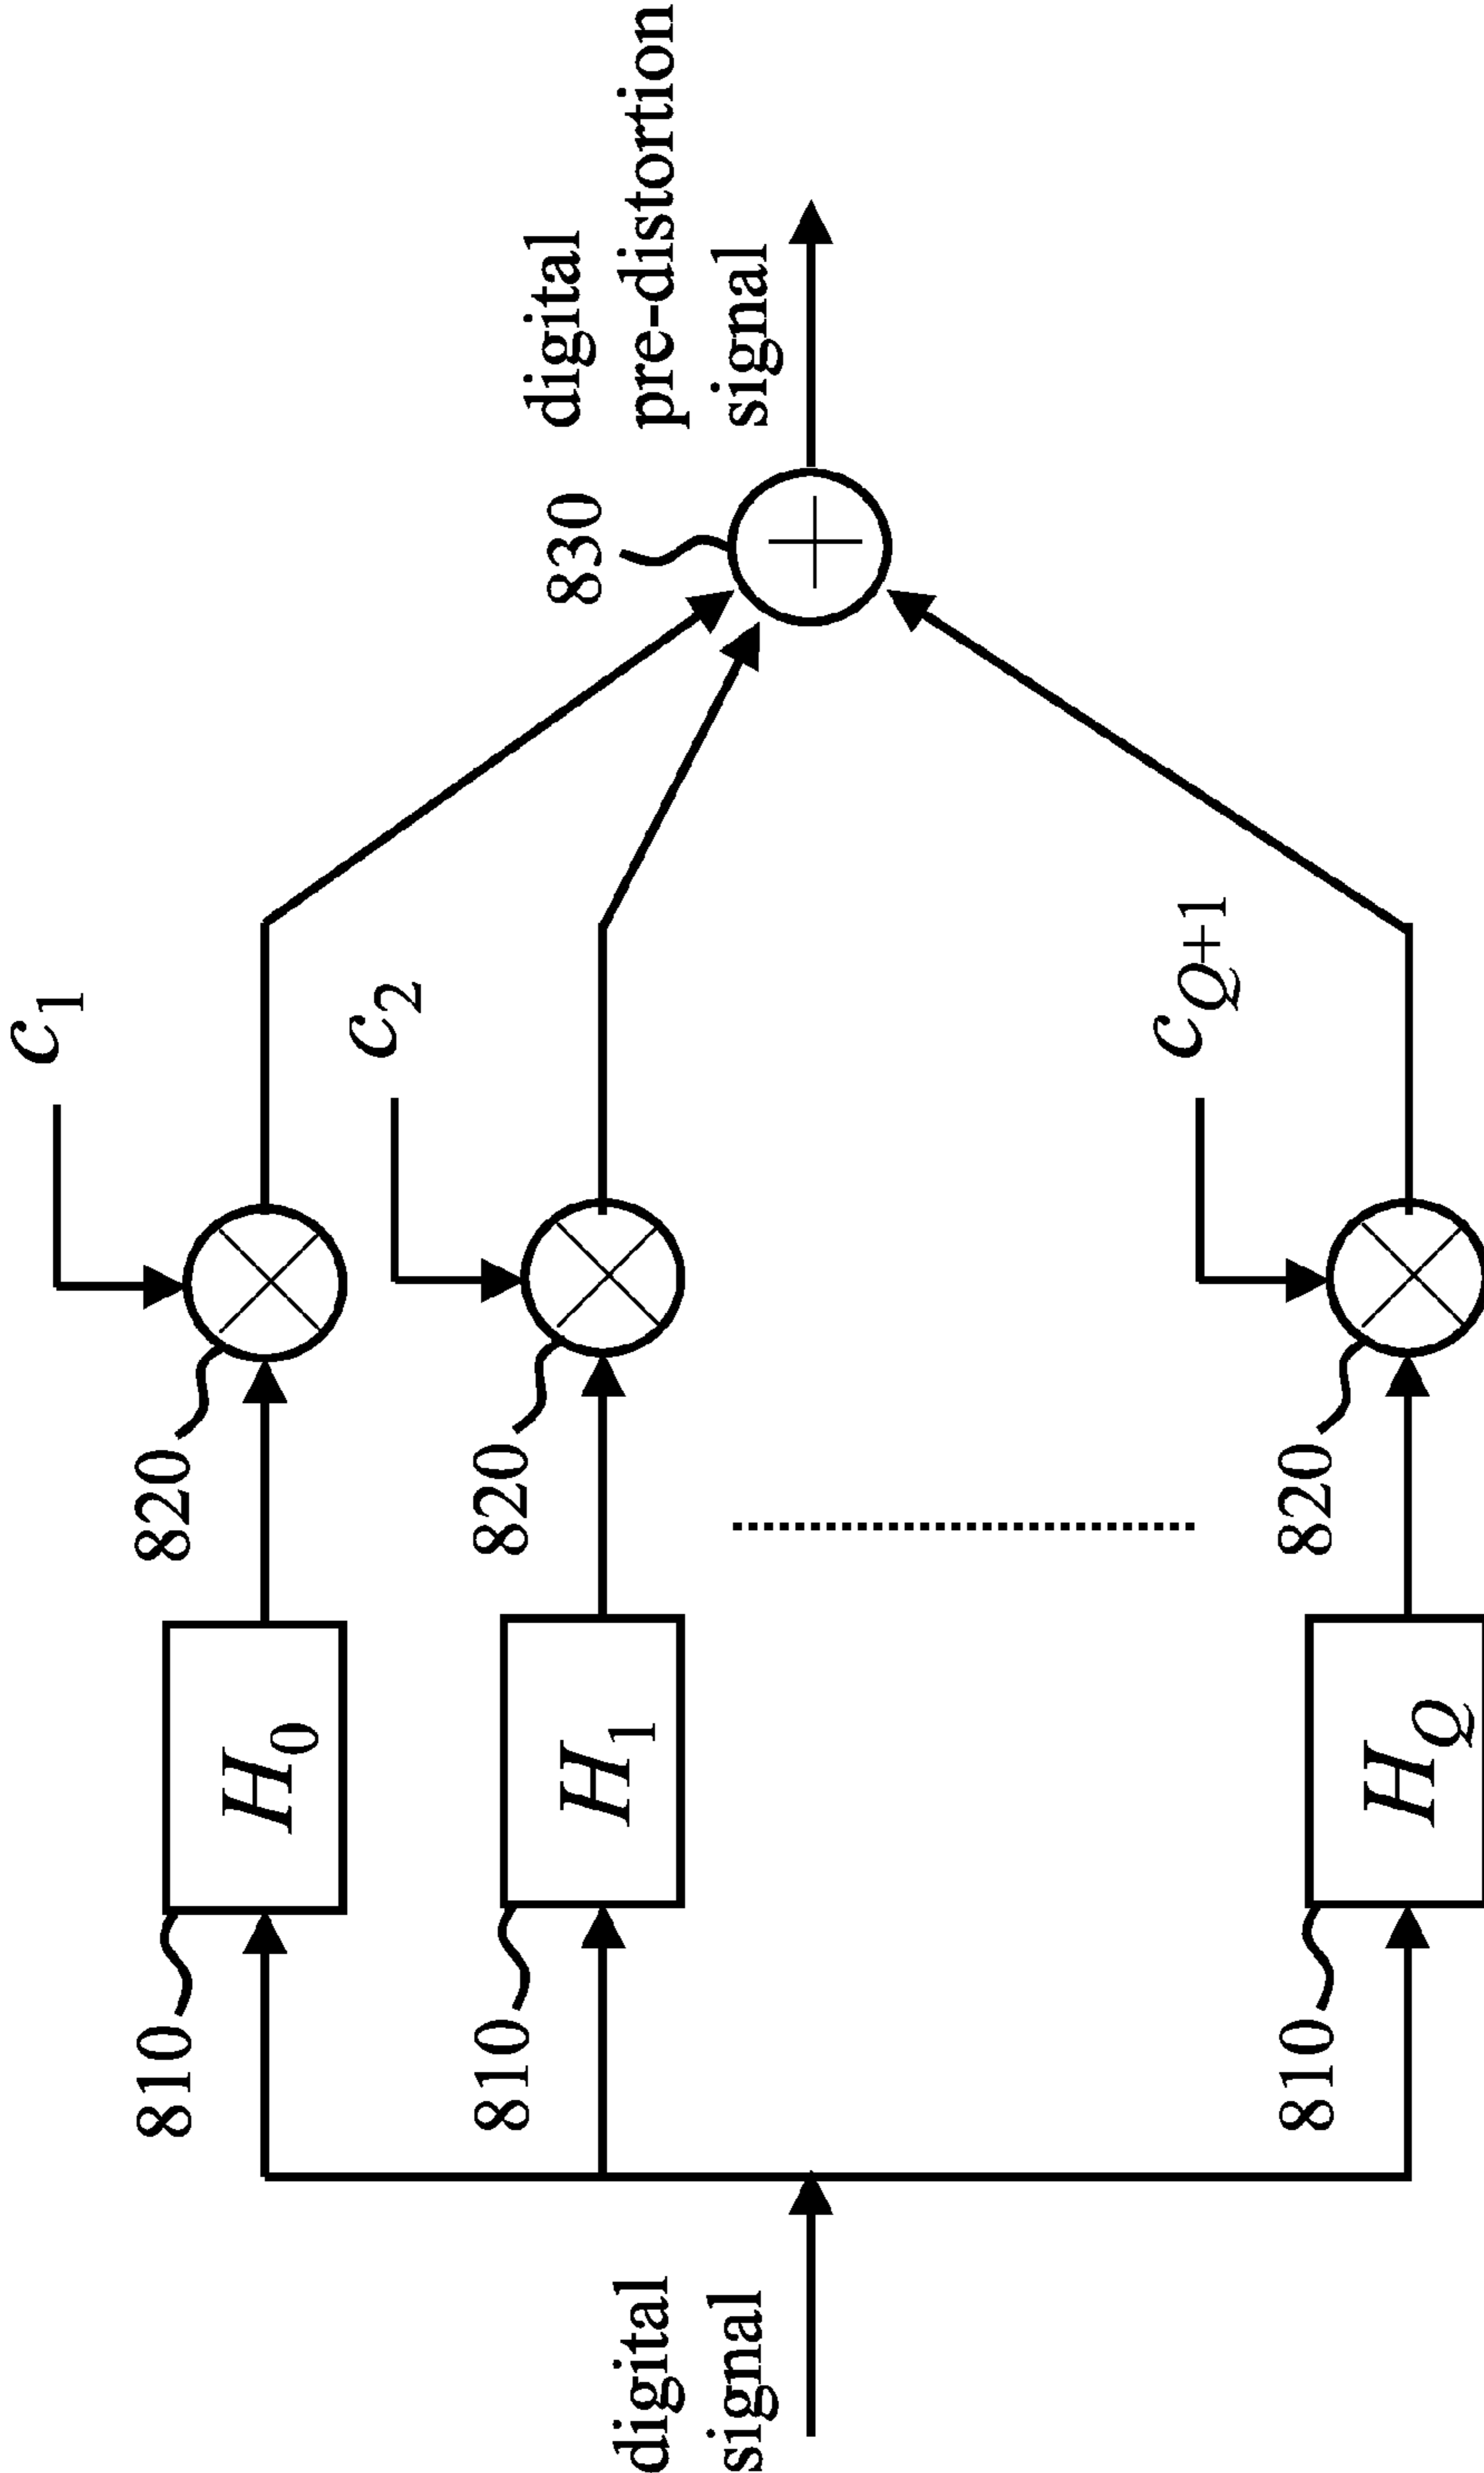 digital
signal
810
H0
820
c1
810
H1
820
c2
810
HQ
820
cQ+1
830
digital
pre-distortion
signal